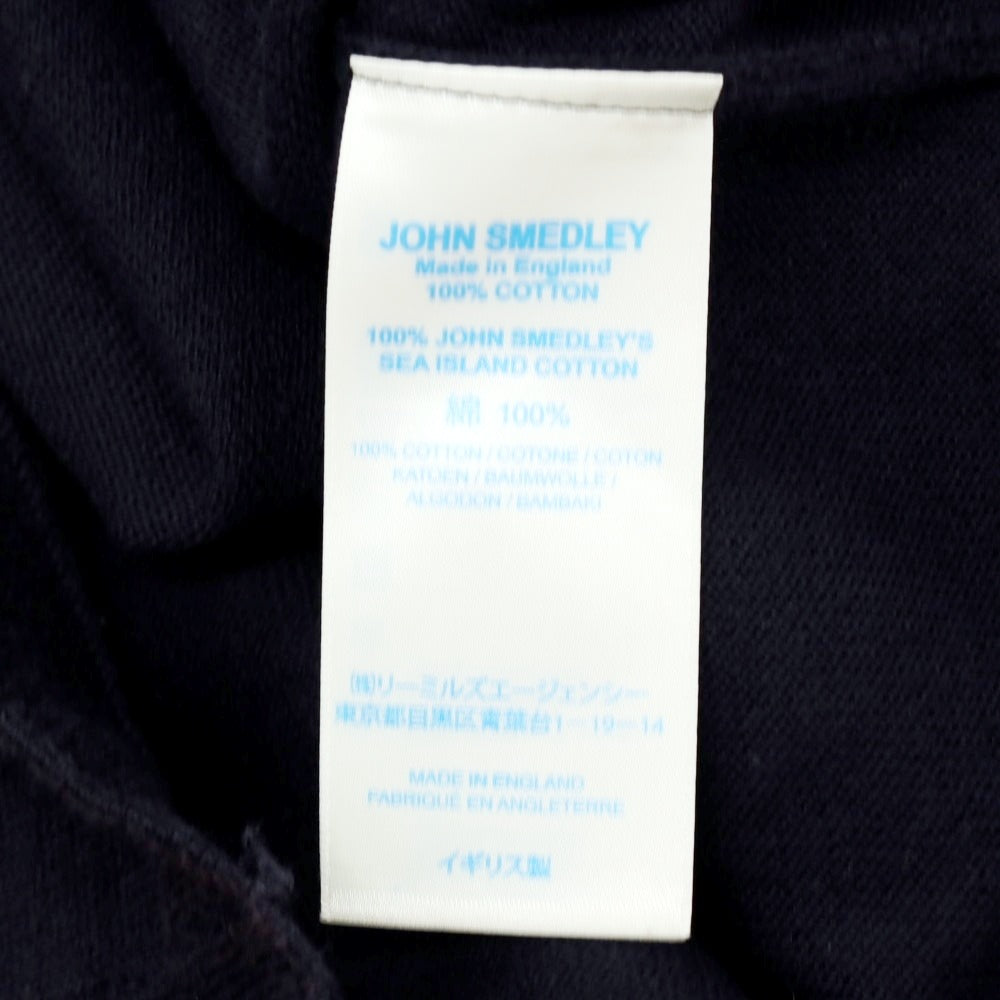 JOHN SMEDLEY
Made in England
100% COTTON
100% JOHN SMEDLEY'S
SEA ISLAND COTTON
綿 100%
100% COTTON / COTONE / COTON
KATOEN / BAUMWOLLE /
ALGODON / BAMBAKI
㈱リーミルズエージェンシー
東京都目黒区青葉台1-19-14
MADE IN ENGLAND
FABRIQUE EN ANGLETERRE
イギリス製